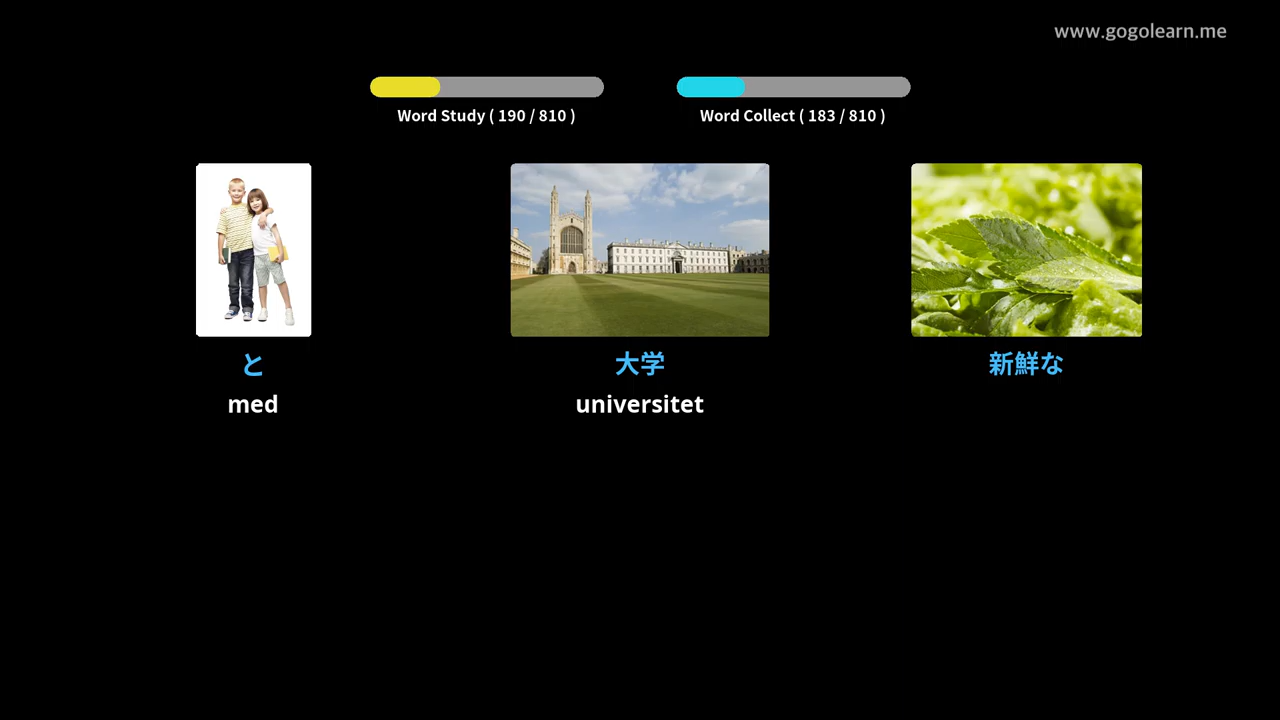 www.gogolearn.me
Word Study ( 190 / 810 )
Word Collect ( 183 / 810 )
と
med
大学
universitet
新鮮な